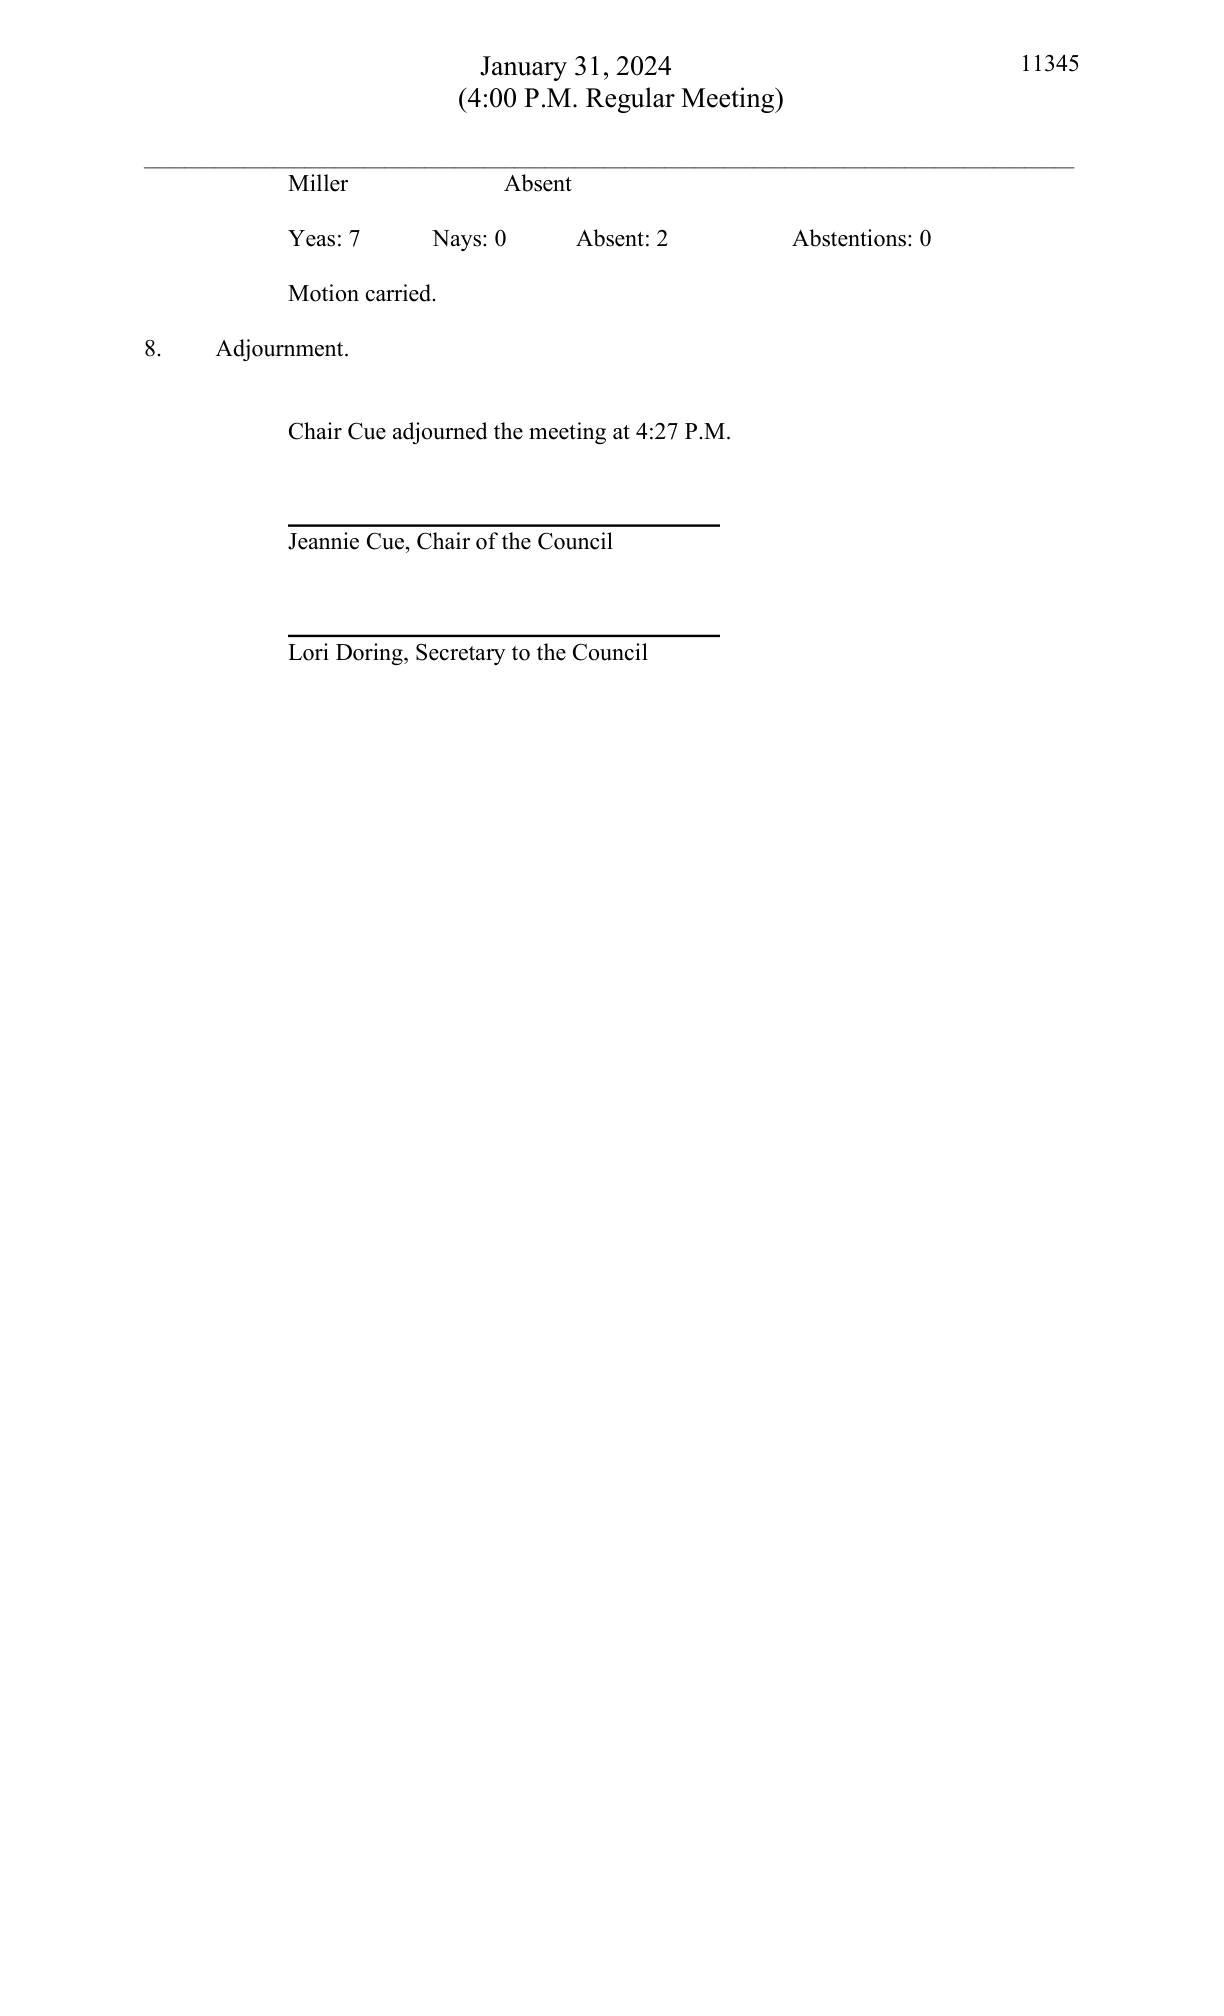 January 31, 2024 11345
(4:00 P.M. Regular Meeting)
Miller Absent
Yeas: 7 Nays: 0 Absent: 2 Abstentions: 0
Motion carried.
8. Adjournment.
Chair Cue adjourned the meeting at 4:27 P.M.
Jeannie Cue, Chair of the Council
Lori Doring, Secretary to the Council